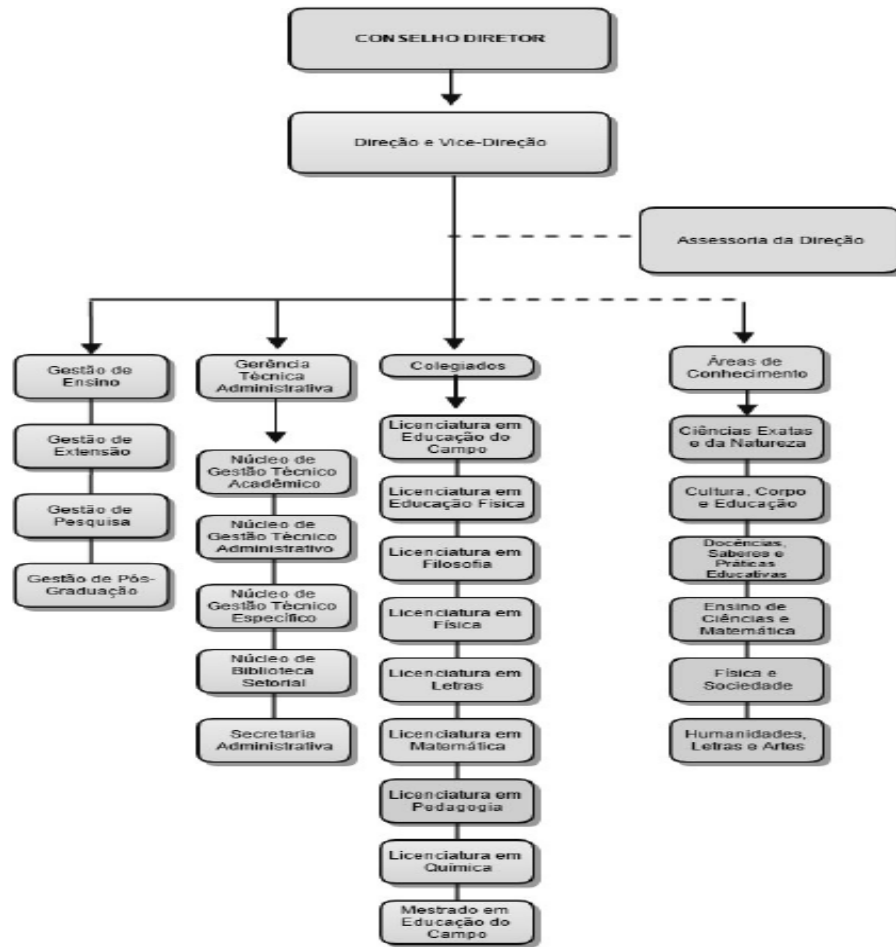 CONSELHO DIRETOR
Direção e Vice-Direção
Assessoria da Direção
Gestão de
Ensino
Gestão de
Extensão
Gestão de
Pesquisa
Gestão de Pós-
Graduação
Gerência
Técnica
Administrativa
Núcleo de
Gestão Tècnico
Acadêmico
Núcleo de
Gestão Tècnico
Administrativo
Núcleo de
Gestão Tècnico
Específico
Núcleo de
Biblioteca
Setorial
Secretaria
Administrativa
Colegiados
Licenciatura em
Educação do
Campo
Licenciatura em
Educação Física
Licenciatura em
Filosofia
Licenciatura em
Física
Licenciatura em
Letras
Licenciatura em
Matemática
Licenciatura em
Pedagogia
Licenciatura em
Química
Mestrado em
Educação do
Campo
Áreas de
Conhecimento
Ciências Exatas
e da Natureza
Cultura, Corpo
e Educação
Docências,
Saberes e
Práticas
Educativas
Ensino de
Ciências e
Matemática
Física e
Sociedade
Humanidades,
Letras e Artes